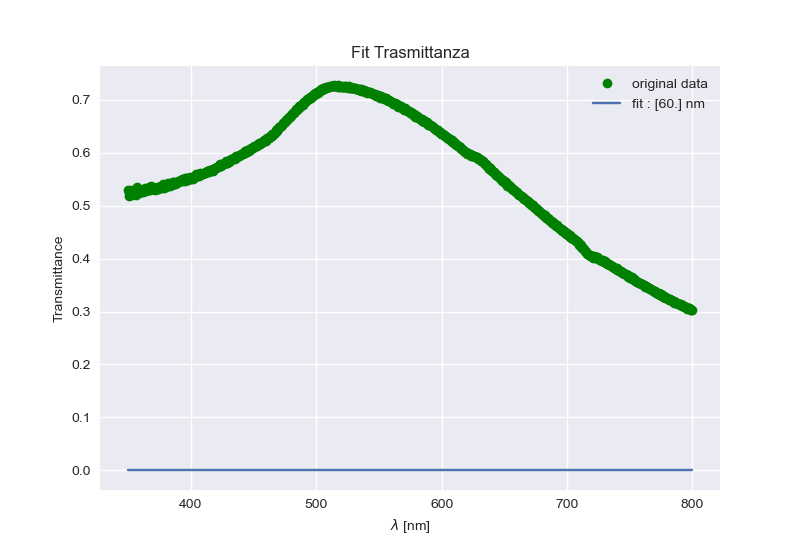 Fit Trasmittanza
original data
fit : [60.] nm
Transmittance
0.7
0.6
0.5
0.4
0.3
0.2
0.1
0.0
400
500
600
700
800
λ [nm]